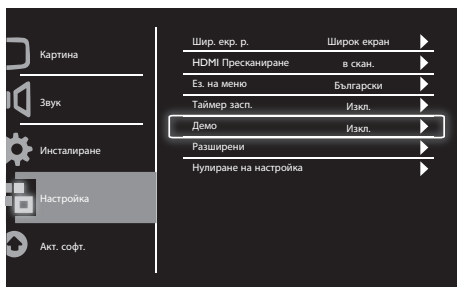 Картина
Звук
Инсталиране
Настройка
Акт. софт.
Шир. екр. р. Широк екран
HDMI Пресканиране в скан.
Ез. на меню Български
Таймер засп. Изкл.
Демо Изкл.
Разширени
Нулиране на настройка